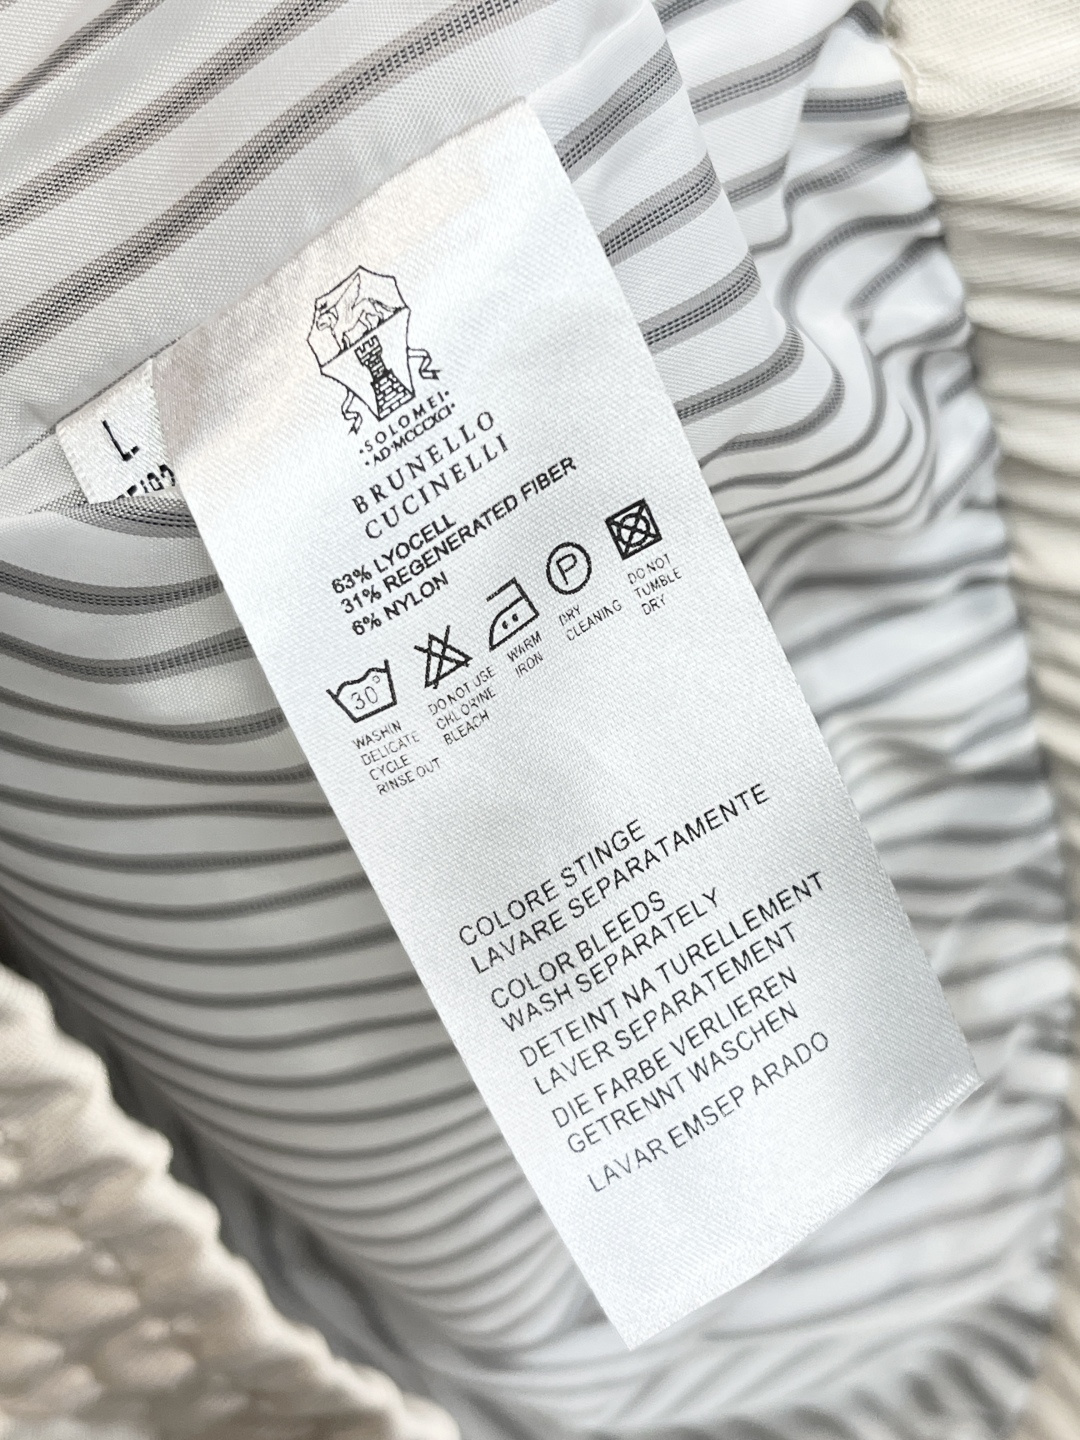 L
·SOLOMEI·
·AD'MCCCXCI·
BRUNELLO
CUCINELLI
63% LYOCELL
31% REGENERATED FIBER
6% NYLON
30°
P
WASHIN
DELICATE
CYCLE
RINSE OUT
DO NOT USE
CHLORINE
BLEACH
WARM
IRON
DRY
CLEANING
DO NOT
TUMBLE
DRY
COLORE STINGE
LAVARE SEPARATAMENTE
COLOR BLEEDS
WASH SEPARATELY
DETEINT NA TURELLEMENT
LAVER SEPARATEMENT
DIE FARBE VERLIEREN
GETRENNT WASCHEN
LAVAR EMSEP ARADO